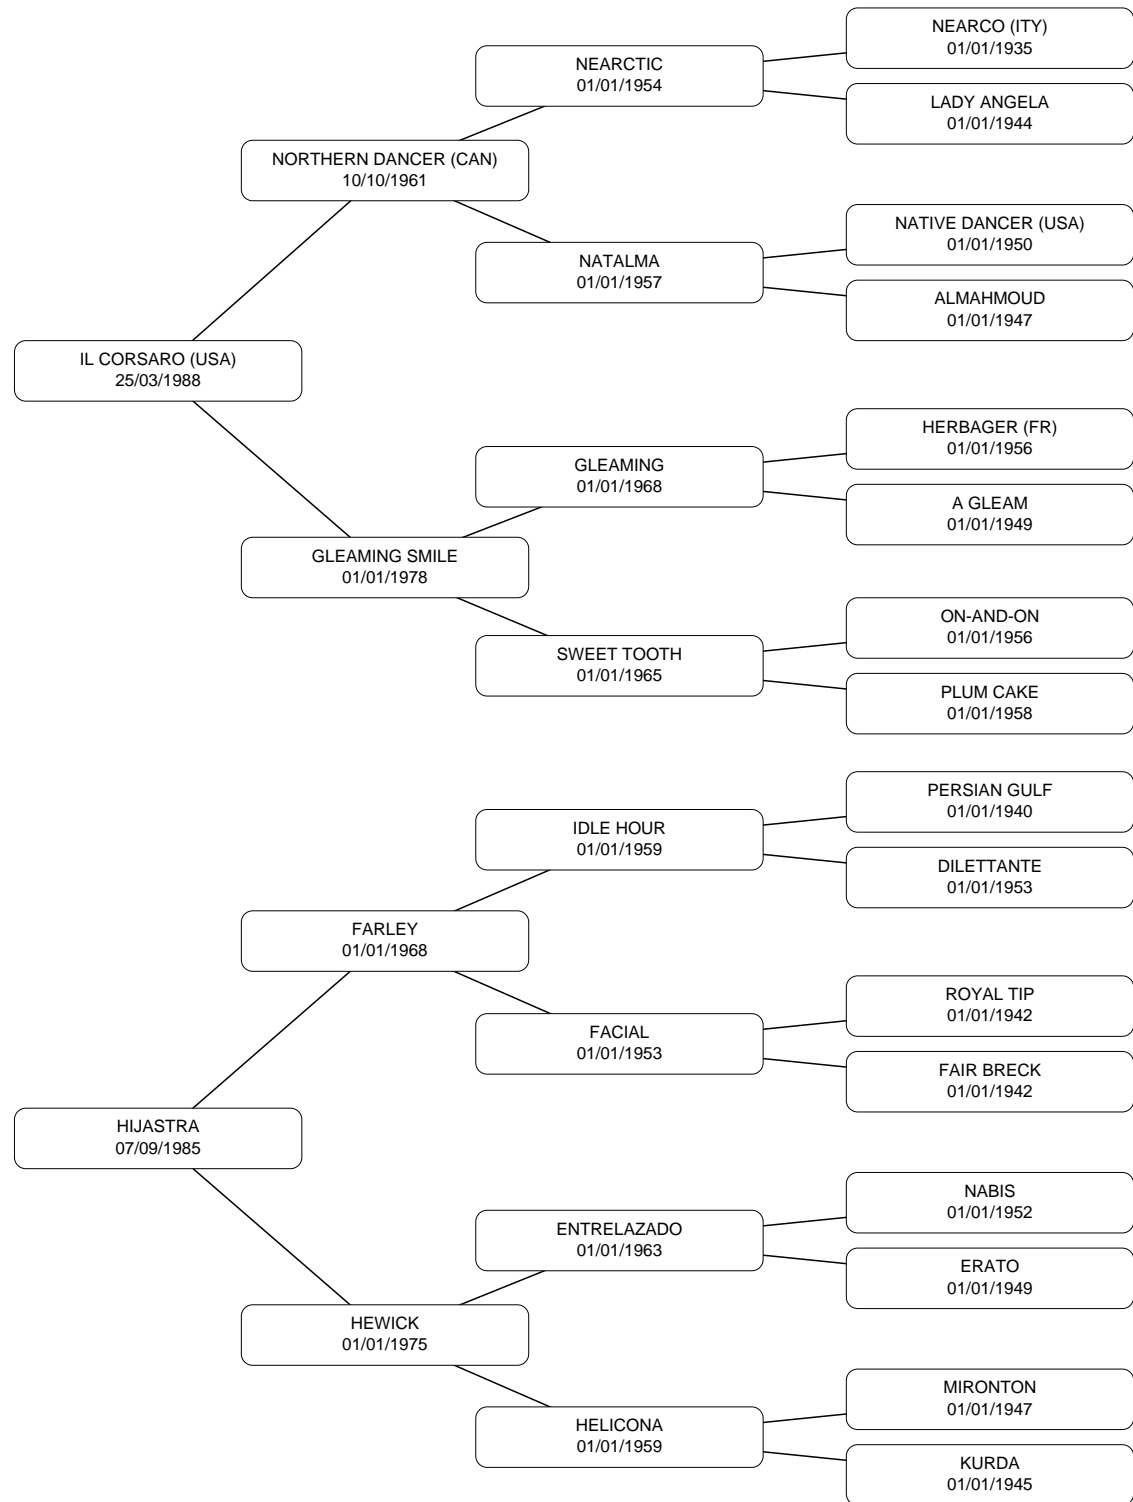 NEARCO (ITY)
01/01/1935
NEARCTIC
01/01/1954
LADY ANGELA
01/01/1944
NORTHERN DANCER (CAN)
10/10/1961
NATIVE DANCER (USA)
01/01/1950
NATALMA
01/01/1957
ALMAHMOUD
01/01/1947
IL CORSARO (USA)
25/03/1988
HERBAGER (FR)
01/01/1956
GLEAMING
01/01/1968
A GLEAM
01/01/1949
GLEAMING SMILE
01/01/1978
ON-AND-ON
01/01/1956
SWEET TOOTH
01/01/1965
PLUM CAKE
01/01/1958
PERSIAN GULF
01/01/1940
IDLE HOUR
01/01/1959
DILETTANTE
01/01/1953
FARLEY
01/01/1968
ROYAL TIP
01/01/1942
FACIAL
01/01/1953
FAIR BRECK
01/01/1942
HIJASTRA
07/09/1985
NABIS
01/01/1952
ENTRELAZADO
01/01/1963
ERATO
01/01/1949
HEWICK
01/01/1975
MIRONTON
01/01/1947
HELICONA
01/01/1959
KURDA
01/01/1945